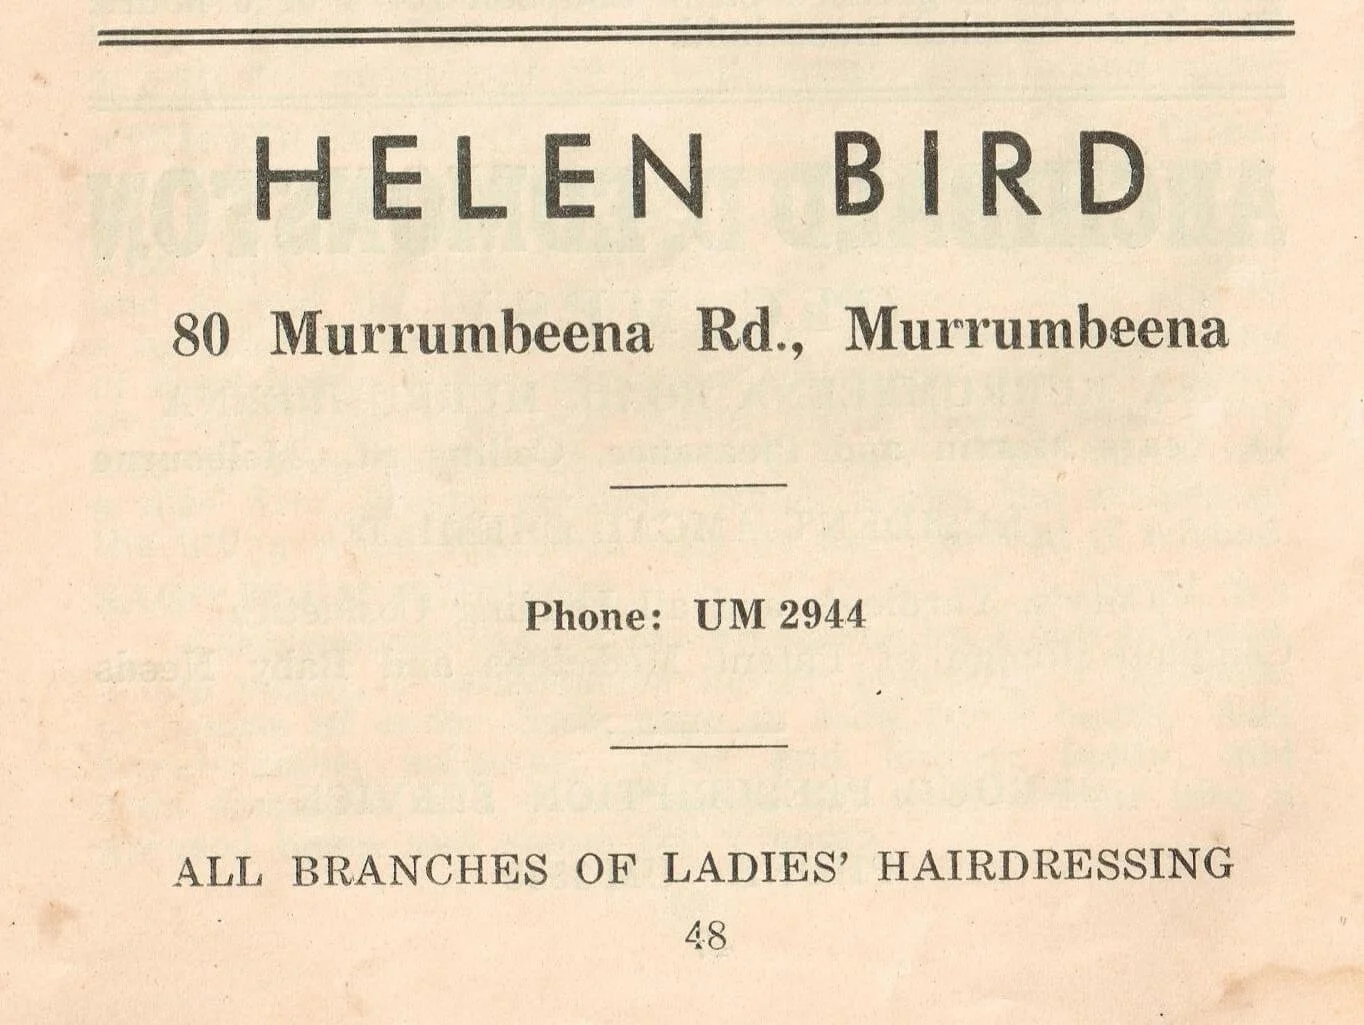 HELEN BIRD
80 Murrumbeena Rd., Murrumbeena
Phone: UM 2944
ALL BRANCHES OF LADIES' HAIRDRESSING
48